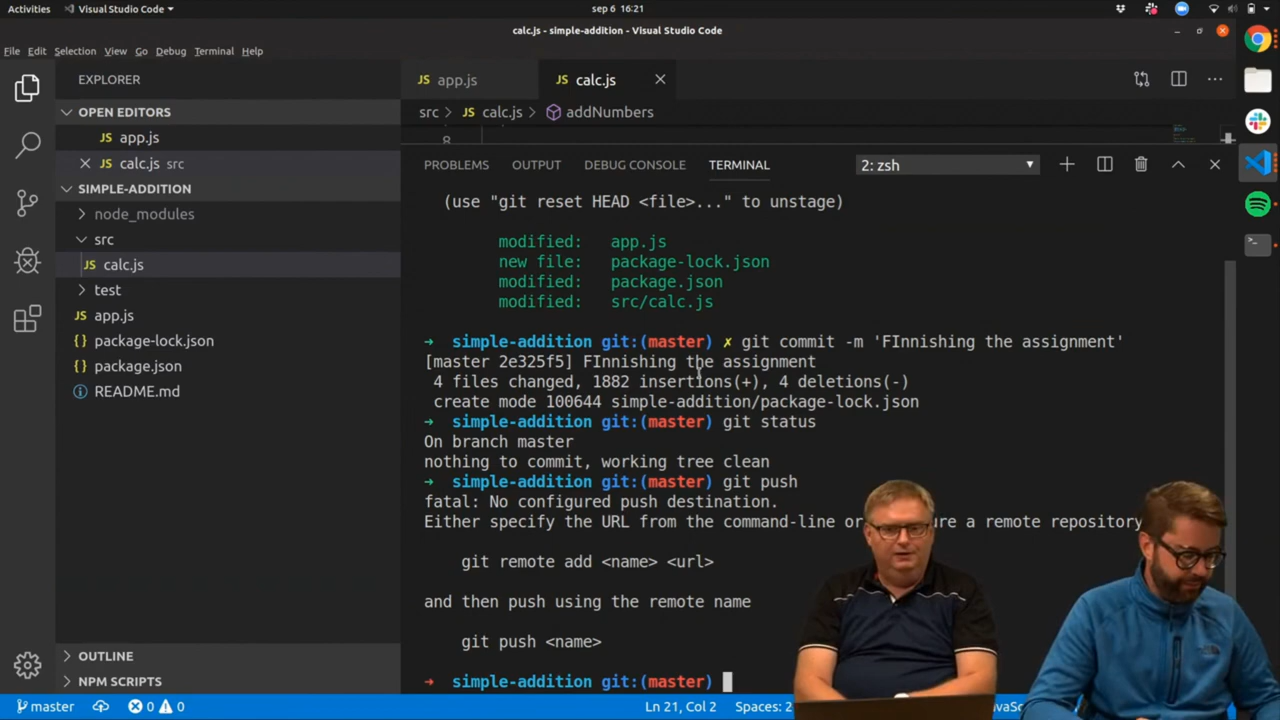 Activities
Visual Studio Code
sep 6 16:21
calc.js - simple-addition - Visual Studio Code
File Edit Selection View Go Debug Terminal Help
EXPLORER
OPEN EDITORS
JS app.js
JS calc.js src
SIMPLE-ADDITION
node_modules
src
JS calc.js
test
JS app.js
{} package-lock.json
{} package.json
README.md
OUTLINE
NPM SCRIPTS
JS app.js
JS calc.js
src > JS calc.js > addNumbers
8
PROBLEMS OUTPUT DEBUG CONSOLE TERMINAL
2: zsh
(use "git reset HEAD <file>..." to unstage)
modified: app.js
new file: package-lock.json
modified: package.json
modified: src/calc.js
→ simple-addition git:(master) ✗ git commit -m 'FInnishing the assignment'
[master 2e325f5] FInnishing the assignment
4 files changed, 1882 insertions(+), 4 deletions(-)
create mode 100644 simple-addition/package-lock.json
→ simple-addition git:(master) git status
On branch master
nothing to commit, working tree clean
→ simple-addition git:(master) git push
fatal: No configured push destination.
Either specify the URL from the command-line or ure a remote repository
git remote add <name> <url>
and then push using the remote name
git push <name>
→ simple-addition git:(master)
master
0 0
Ln 21, Col 2
Spaces: 2